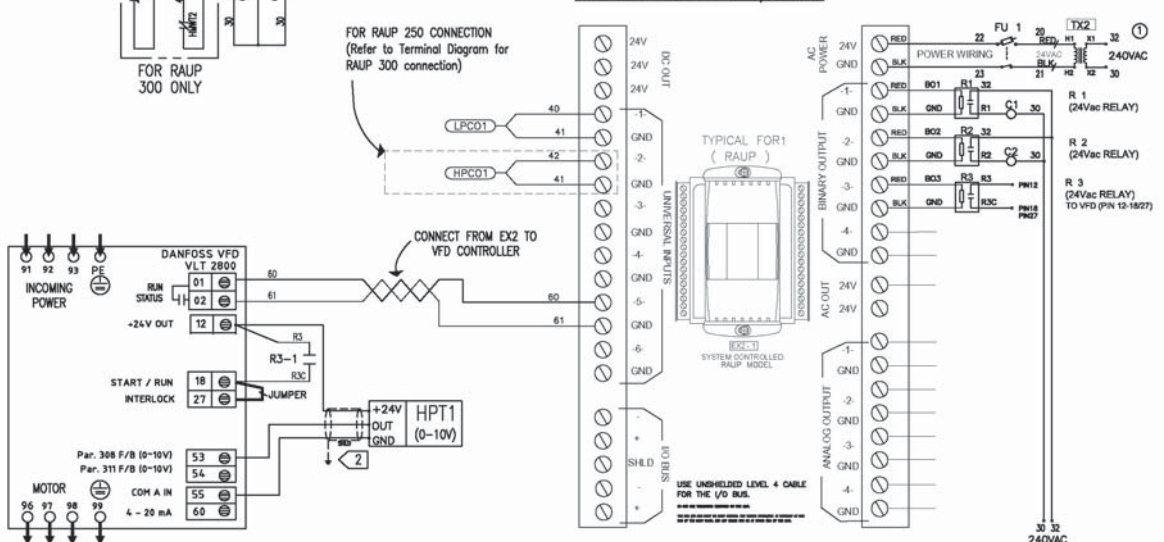 HMWT2
30
30
FOR RAUP
300 ONLY
FOR RAUP 250 CONNECTION
(Refer to Terminal Diagram for
RAUP 300 connection)
LPC01
40
41
HPC01
42
41
CONNECT FROM EX2 TO
VFD CONTROLLER
60
61
60
61
DANFOSS VFD
VLT 2800
91 92 93 PE
INCOMING
POWER
RUN
STATUS
01
02
+24V OUT
12
R3
R3-1
R3C
START / RUN
18
INTERLOCK
27
JUMPER
+24V
OUT
GND
HPT1
(0-10V)
SHLD
2
Par. 308 F/B (0-10V)
53
Par. 311 F/B (0-10V)
54
COM A IN
55
4 - 20 mA
60
MOTOR
96 97 98 99
24V
24V
24V
DC OUT
-1-
GND
-2-
GND
-3-
GND
-4-
GND
-5-
GND
-6-
GND
UNIVERSAL INPUTS
-
+
SHLD
-
+
I/O BUS
TYPICAL FOR1
( RAUP )
EX2-1
SYSTEM CONTROLLED
RAUP MODEL
USE UNSHIELDED LEVEL 4 CABLE
FOR THE I/O BUS.
AC POWER
24V
GND
BINARY OUTPUT
-1-
GND
-2-
GND
-3-
GND
-4-
GND
AC OUT
24V
24V
ANALOG OUTPUT
-1-
GND
-2-
GND
-3-
GND
-4-
GND
RED 22 FU 1 20 RED TX2
POWER WIRING 24VAC
BLK 23 21 BLK
H1 X1 32
H2 X2 30
240VAC
1
RED BO1 R1 32
BLK GND R1 C1 30
R 1
(24Vac RELAY)
RED BO2 R2 32
BLK GND R2 C2 30
R 2
(24Vac RELAY)
RED BO3 R3 R3 PIN12
BLK GND R3C PIN18
PIN27
R 3
(24Vac RELAY)
TO VFD (PIN 12-18/27)
30 32
240VAC